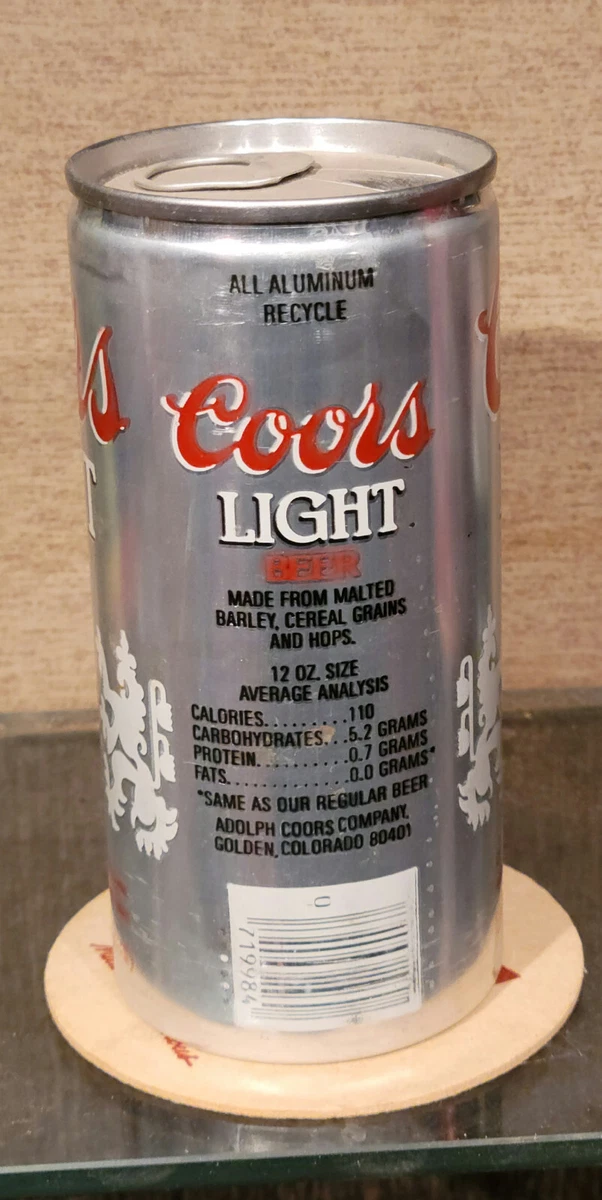 ALL ALUMINUM
RECYCLE
Coors
LIGHT
BEER
MADE FROM MALTED
BARLEY, CEREAL GRAINS
AND HOPS.
12 OZ. SIZE
AVERAGE ANALYSIS
CALORIES.........110
CARBOHYDRATES...5.2 GRAMS
PROTEIN............0.7 GRAMS
FATS................0.0 GRAMS*
*SAME AS OUR REGULAR BEER
ADOLPH COORS COMPANY,
GOLDEN, COLORADO 80401
0
719984
s
T